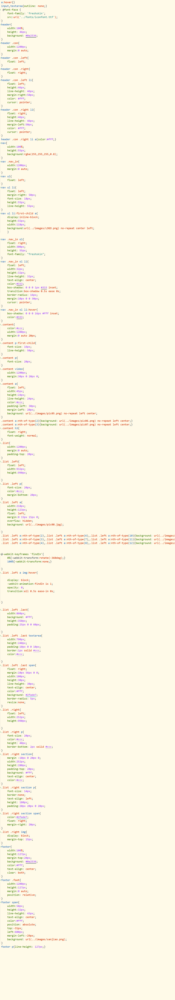 a:hover{}
input,textarea{outline: none;}
@font-face {
font-family: 'freshskin';
src:url('../fonts/iconfont.ttf');
}
header{
width:100%;
height: 46px;
background: #0a2536;
}
header .con{
width:1200px;
margin:0 auto;
}
header .con .left{
float: left;
}
header .con .right{
float: right;
}
header .con .left li{
float: left;
height:46px;
line-height: 46px;
margin-right:50px;
color: #fff;
cursor: pointer;
}
header .con .right li{
float: right;
height:46px;
line-height: 46px;
margin-left:50px;
color: #fff;
cursor: pointer;
}
header .con .right li a{color:#fff;}
nav{
width:100%;
height:55px;
background:rgba(255,255,255,0.8);
}
nav .nav_in{
width:1200px;
margin:0 auto;
}
nav ul{
float: left;
}
nav ul li{
float: left;
margin-right: 50px;
font-size: 18px;
height:55px;
line-height: 55px;
}
nav ul li:first-child a{
display:inline-block;
height:55px;
width:118px;
background:url(../images/LOGO.png) no-repeat center left;
}
nav .nav_in ol{
float: right;
width:300px;
height: 55px;
font-family: "freshskin";
}
nav .nav_in ol li{
float: left;
width:32px;
height:32px;
line-height: 32px;
text-align: center;
color:#333;
box-shadow: 0 0 0 1px #333 inset;
transition:box-shadow 0.5s ease 0s;
border-radius: 16px;
margin:10px 0 0 30px;
cursor: pointer;
}
nav .nav_in ol li:hover{
box-shadow: 0 0 0 16px #fff inset;
color:#333;
}
.content{
color:#ccc;
width:1200px;
margin:0 auto 20px;
}
.content p:first-child{
font-size: 16px;
line-height: 50px;
}
.content p{
font-size: 20px;
}
.content video{
width:1200px;
margin:30px 0 20px 0;
}
.content a{
float: left;
width:45px;
height:24px;
line-height: 24px;
color:#ccc;
padding-left: 30px;
margin-left: 20px;
background: url(../images/pic05.png) no-repeat left center;
}
.content a:nth-of-type(2){background: url(../images/pic06.png) no-repeat left center;}
.content a:nth-of-type(3){background: url(../images/pic07.png) no-repeat left center;}
.content h3{
float: right;
font-weight: normal;
}
.list{
width:1200px;
margin:0 auto;
padding-top: 20px;
}
.list .left{
float: left;
width:932px;
height:990px;
}
.list .left p{
font-size: 20px;
color:#ccc;
margin-bottom: 20px;
}
.list .left a{
width:218px;
height:123px;
float: left;
margin:0 15px 15px 0;
overflow: hidden;
background: url(../images/pic08.jpg);
}
.list .left a:nth-of-type(2),.list .left a:nth-of-type(6),.list .left a:nth-of-type(10){background: url(../images/
.list .left a:nth-of-type(3),.list .left a:nth-of-type(7),.list .left a:nth-of-type(11){background: url(../images/
.list .left a:nth-of-type(4),.list .left a:nth-of-type(8),.list .left a:nth-of-type(12){background: url(../images/
@-webkit-keyframes 'findIn'{
0%{-webkit-transform:rotate(-360deg);}
100%{-webkit-transform:none;}
}
.list .left a img:hover{
display: block;
-webkit-animation:findIn 1s 1;
opacity: 0;
transition:all 0.5s ease-in 0s;
}
.list .left .last{
width:860px;
background: #fff;
height:350px;
padding:25px 0 0 60px;
}
.list .left .last textarea{
width:790px;
height:240px;
padding:10px 0 0 10px;
border:1px solid #ccc;
color:#ccc;
}
.list .left .last span{
float: right;
margin:10px 56px 0 0;
width:100px;
height:30px;
line-height: 30px;
text-align: center;
color:#fff;
background: #2fade7;
border-radius: 5px;
resize:none;
}
.list .right{
float: left;
width:252px;
height:990px;
}
.list .right p{
font-size: 20px;
color:#ccc;
height: 40px;
border-bottom: 2px solid #ccc;
}
.list .right section{
margin :10px 0 20px 0;
width:252px;
height:280px;
padding-top: 20px;
background: #fff;
text-align: center;
color:#ccc;
}
.list .right section p{
font-size: 14px;
border:none;
text-align: left;
height: 180px;
padding:20px 20px 0 20px;
}
.list .right section span{
color:#2fade7;
float: right;
margin-right: 20px;
}
.list .right img{
display: block;
margin-top: 15px;
}
footer{
width:100%;
height:127px;
margin-top:20px;
background: #0a2536;
color:#fff;
text-align: center;
clear: both;
}
footer .foot{
width:1200px;
height:127px;
margin:0 auto;
position: relative;
}
footer span{
width:58px;
height:32px;
line-height: 43px;
text-align: center;
color:#fff;
position: absolute;
top:-31px;
left:600px;
margin-left:-29px;
background: url(../images/sanjiao.png);
}
footer p{line-height: 127px;}